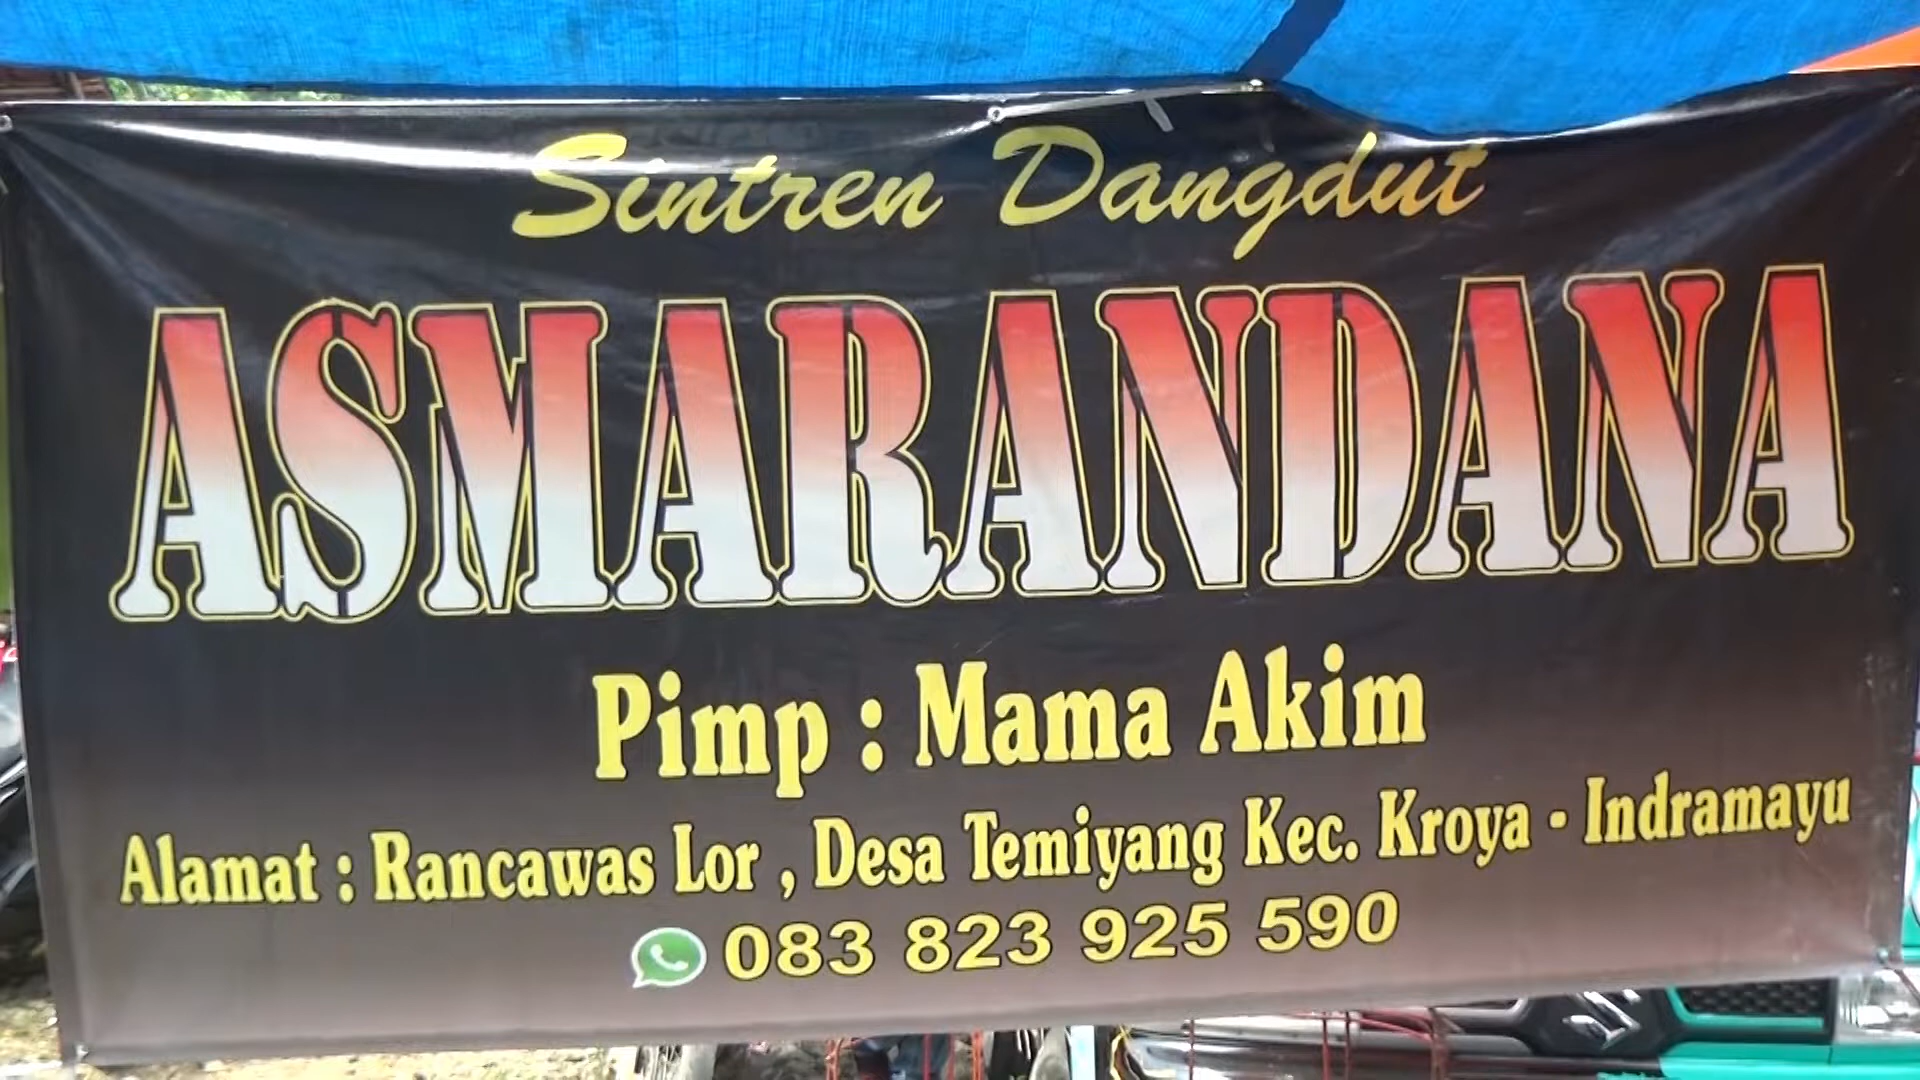 Sintren Dangdut
ASMARANDANA
Pimp : Mama Akim
Alamat : Rancawas Lor , Desa Temiyang Kec. Kroya - Indramayu
083 823 925 590